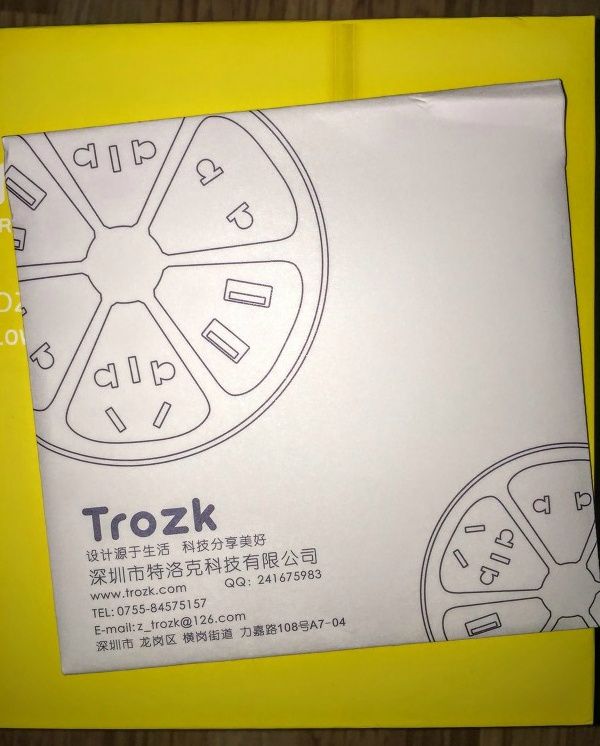 Trozk
设计源于生活 科技分享美好
深圳市特洛克科技有限公司
www.trozk.com QQ: 241675983
TEL: 0755-84575157
E-mail:z_trozk@126.com
深圳市 龙岗区 横岗街道 力嘉路108号A7-04